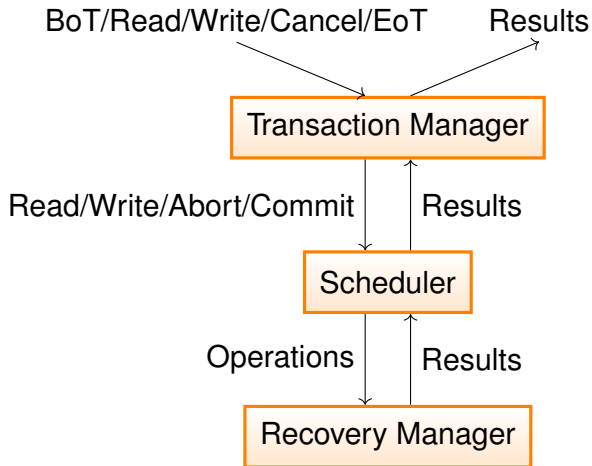 BoT/Read/Write/Cancel/EoT Results
Transaction Manager
Read/Write/Abort/Commit Results
Scheduler
Operations Results
Recovery Manager